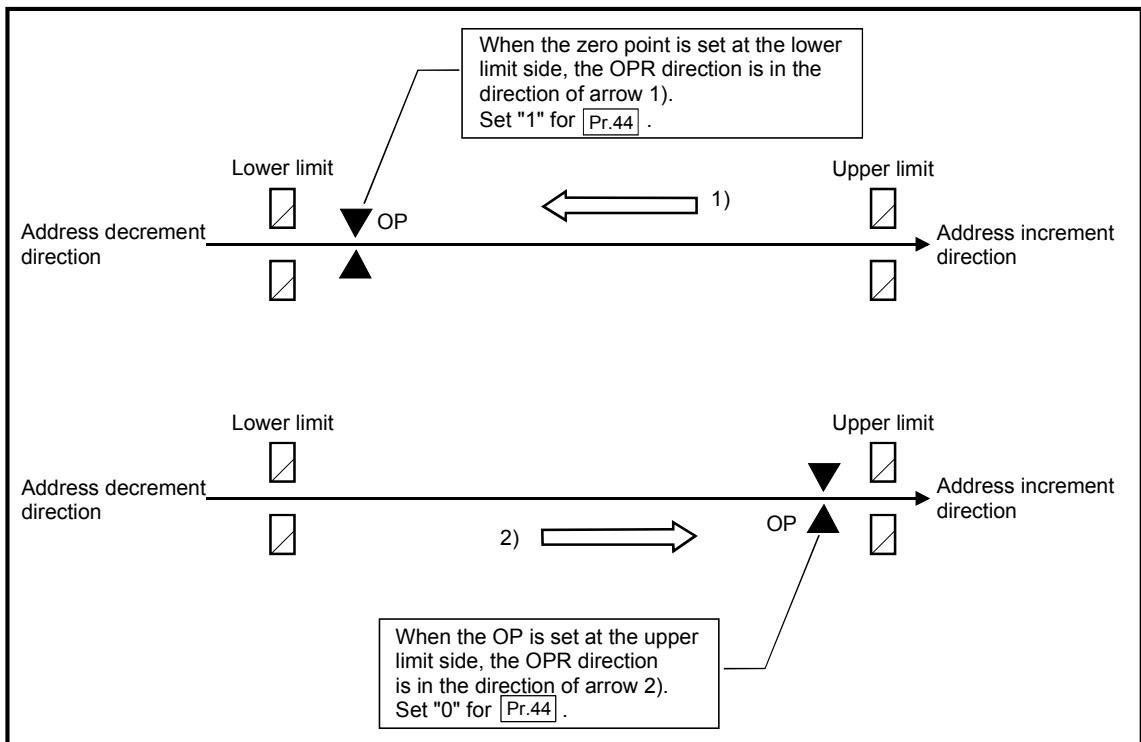 When the zero point is set at the lower
limit side, the OPR direction is in the
direction of arrow 1).
Set "1" for Pr.44 .
Lower limit
Upper limit
1)
OP
Address decrement
direction
Address increment
direction
Lower limit
Upper limit
Address decrement
direction
Address increment
direction
2)
OP
When the OP is set at the upper
limit side, the OPR direction
is in the direction of arrow 2).
Set "0" for Pr.44 .